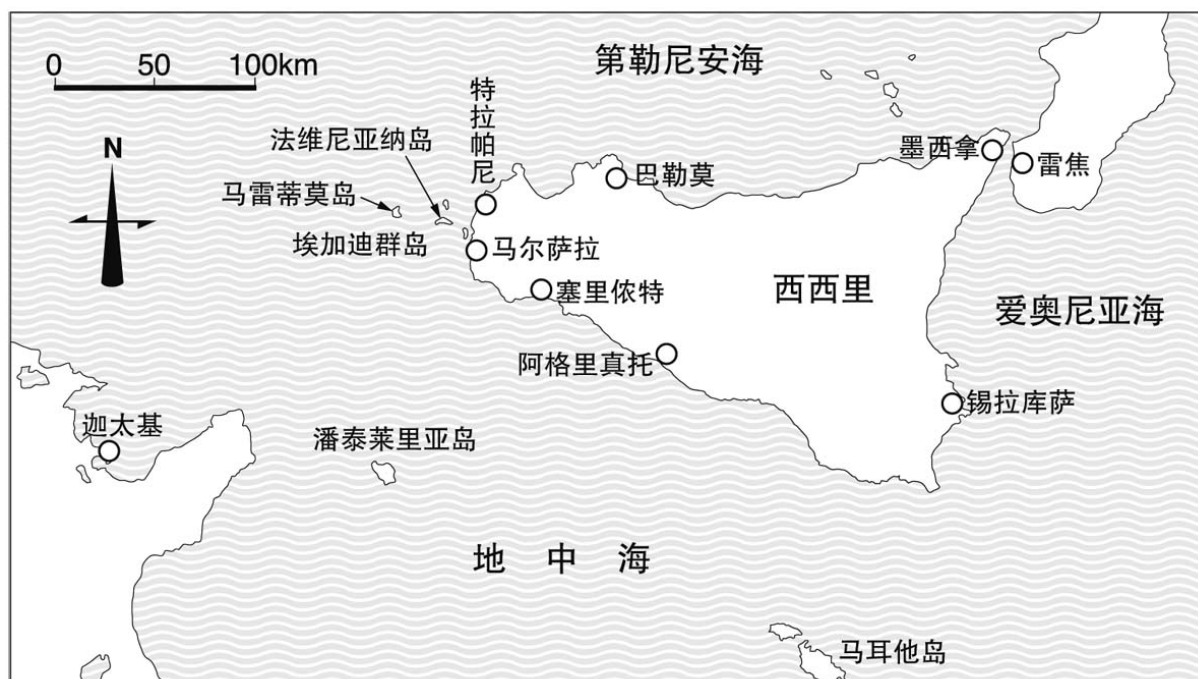 第勒尼安海
0 50 100km
特拉帕尼
法维尼亚纳岛
N
墨西拿
雷焦
巴勒莫
马雷蒂莫岛
埃加迪群岛
马尔萨拉
塞里侬特
西西里
爱奥尼亚海
阿格里真托
锡拉库萨
迦太基
潘泰莱里亚岛
地中海
马耳他岛